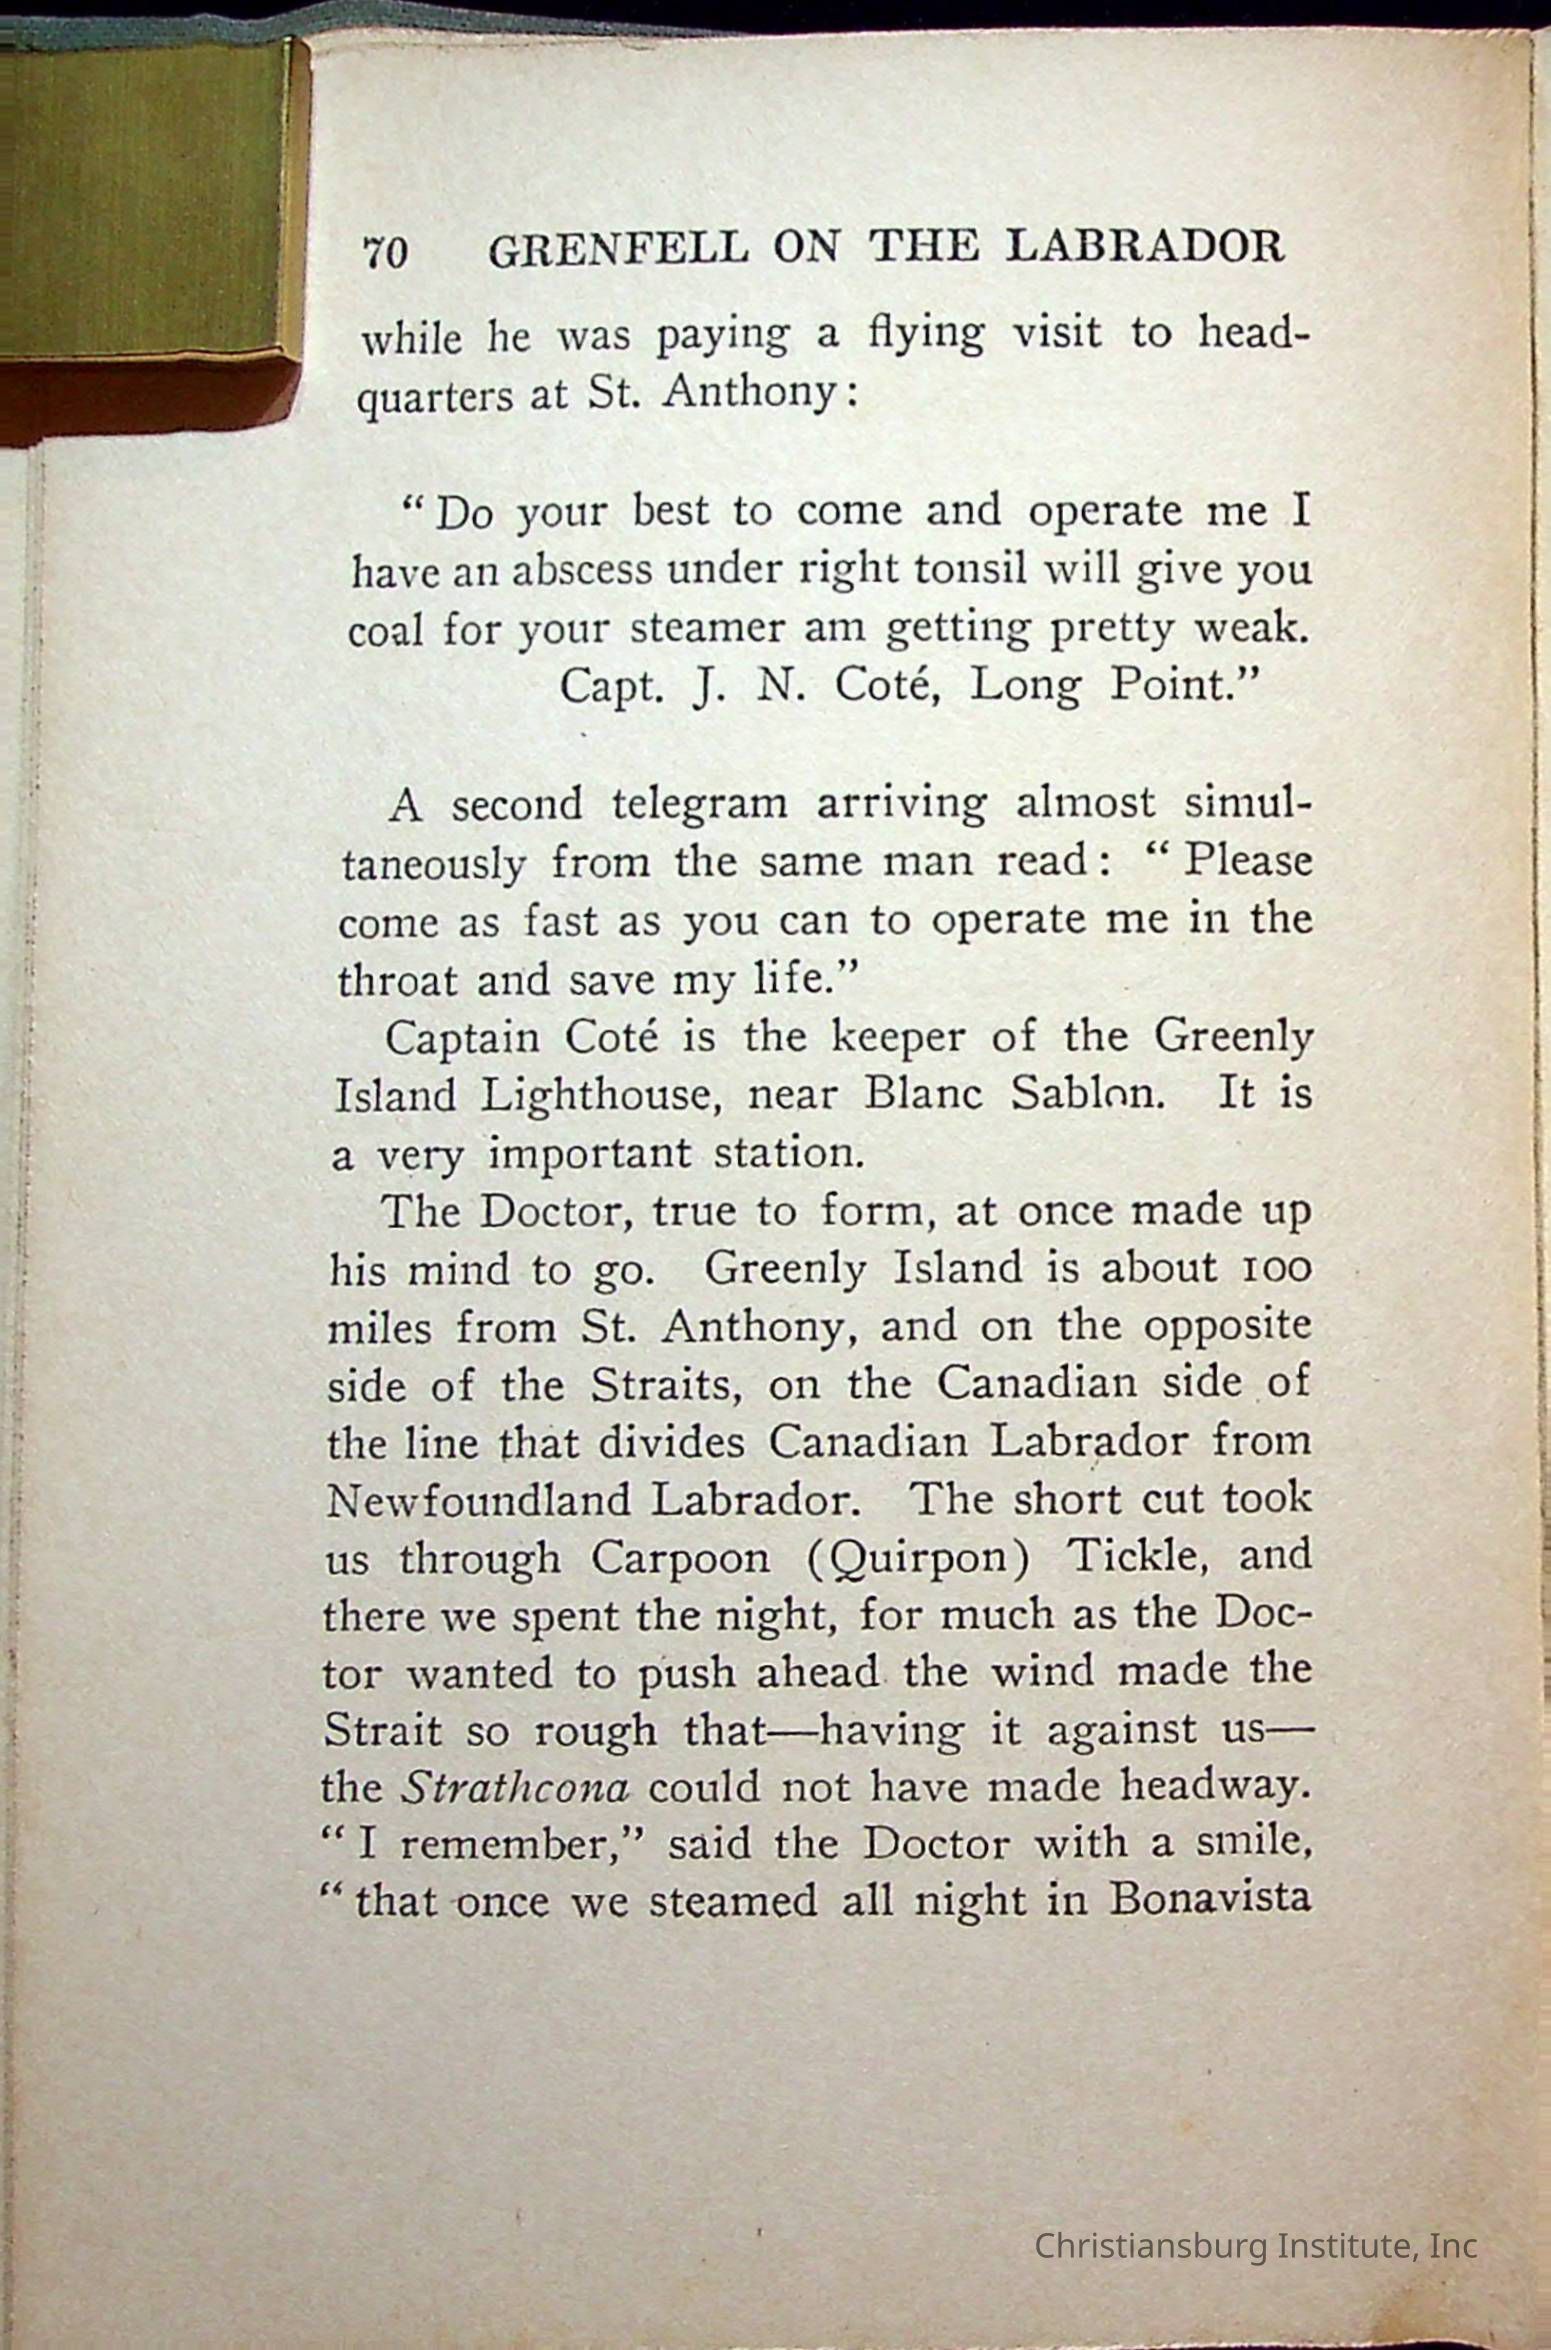 70 GRENFELL ON THE LABRADOR
while he was paying a flying visit to head-
quarters at St. Anthony:
“Do your best to come and operate me I
have an abscess under right tonsil will give you
coal for your steamer am getting pretty weak.
Capt. J. N. Coté, Long Point.”
A second telegram arriving almost simul-
taneously from the same man read: “Please
come as fast as you can to operate me in the
throat and save my life.”
Captain Coté is the keeper of the Greenly
Island Lighthouse, near Blanc Sablon. It is
a very important station.
The Doctor, true to form, at once made up
his mind to go. Greenly Island is about 100
miles from St. Anthony, and on the opposite
side of the Straits, on the Canadian side of
the line that divides Canadian Labrador from
Newfoundland Labrador. The short cut took
us through Carpoon (Quirpon) Tickle, and
there we spent the night, for much as the Doc-
tor wanted to push ahead the wind made the
Strait so rough that—having it against us—
the Strathcona could not have made headway.
“I remember,” said the Doctor with a smile,
“that once we steamed all night in Bonavista
Christiansburg Institute, Inc